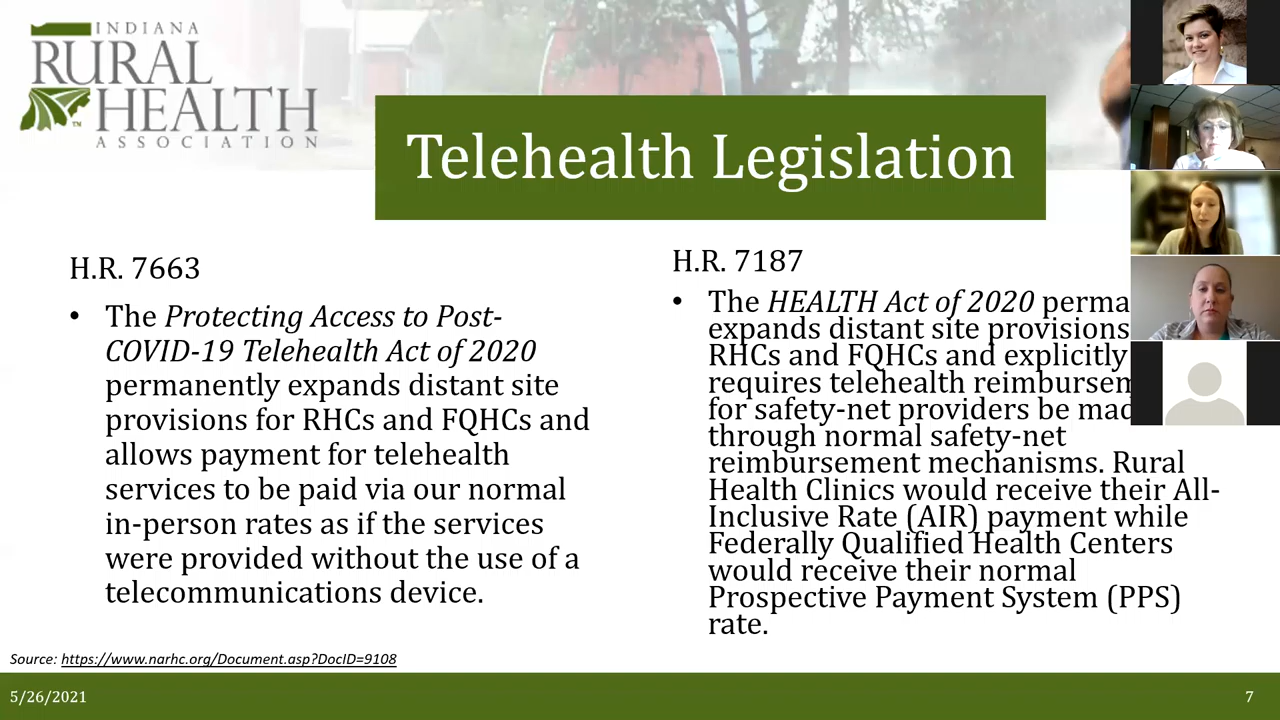 INDIANA
RURAL
HEALTH
ASSOCIATION
TM
Telehealth Legislation
H.R. 7663
• The Protecting Access to Post-
COVID-19 Telehealth Act of 2020
permanently expands distant site
provisions for RHCs and FQHCs and
allows payment for telehealth
services to be paid via our normal
in-person rates as if the services
were provided without the use of a
telecommunications device.
H.R. 7187
• The HEALTH Act of 2020
expands distant site provisions
RHCs and FQHCs and explicitly
requires telehealth
for safety-net providers be
through normal safety-net
reimbursement mechanisms. Rural
Health Clinics would receive their All-
Inclusive Rate (AIR) payment while
Federally Qualified Health Centers
would receive their normal
Prospective Payment System (PPS)
rate.
Source: https://www.narhc.org/Document.asp?DocID=9108
5/26/2021
7